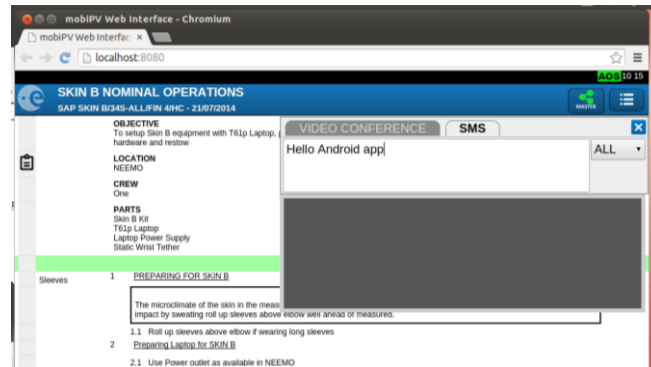 mobiPV Web Interface - Chromium
mobiPV Web Interfac
localhost:8080
AOS 10 15
SKIN B NOMINAL OPERATIONS
SAP SKIN B/34S-ALL/FIN 4/HC - 21/07/2014
MASTER
OBJECTIVE
To setup Skin B equipment with T61p Laptop,
hardware and restow
VIDEO CONFERENCE
SMS
Hello Android app
ALL
LOCATION
NEEMO
CREW
One
PARTS
Skin B Kit
T61p Laptop
Laptop Power Supply
Static Wrist Tether
Sleeves
1 PREPARING FOR SKIN B
The microclimate of the skin in the meas
impact by sweating roll up sleeves above elbow well ahead of measured.
1.1 Roll up sleeves above elbow if wearing long sleeves
2 Preparing Laptop for SKIN B
2.1 Use Power outlet as available in NEEMO